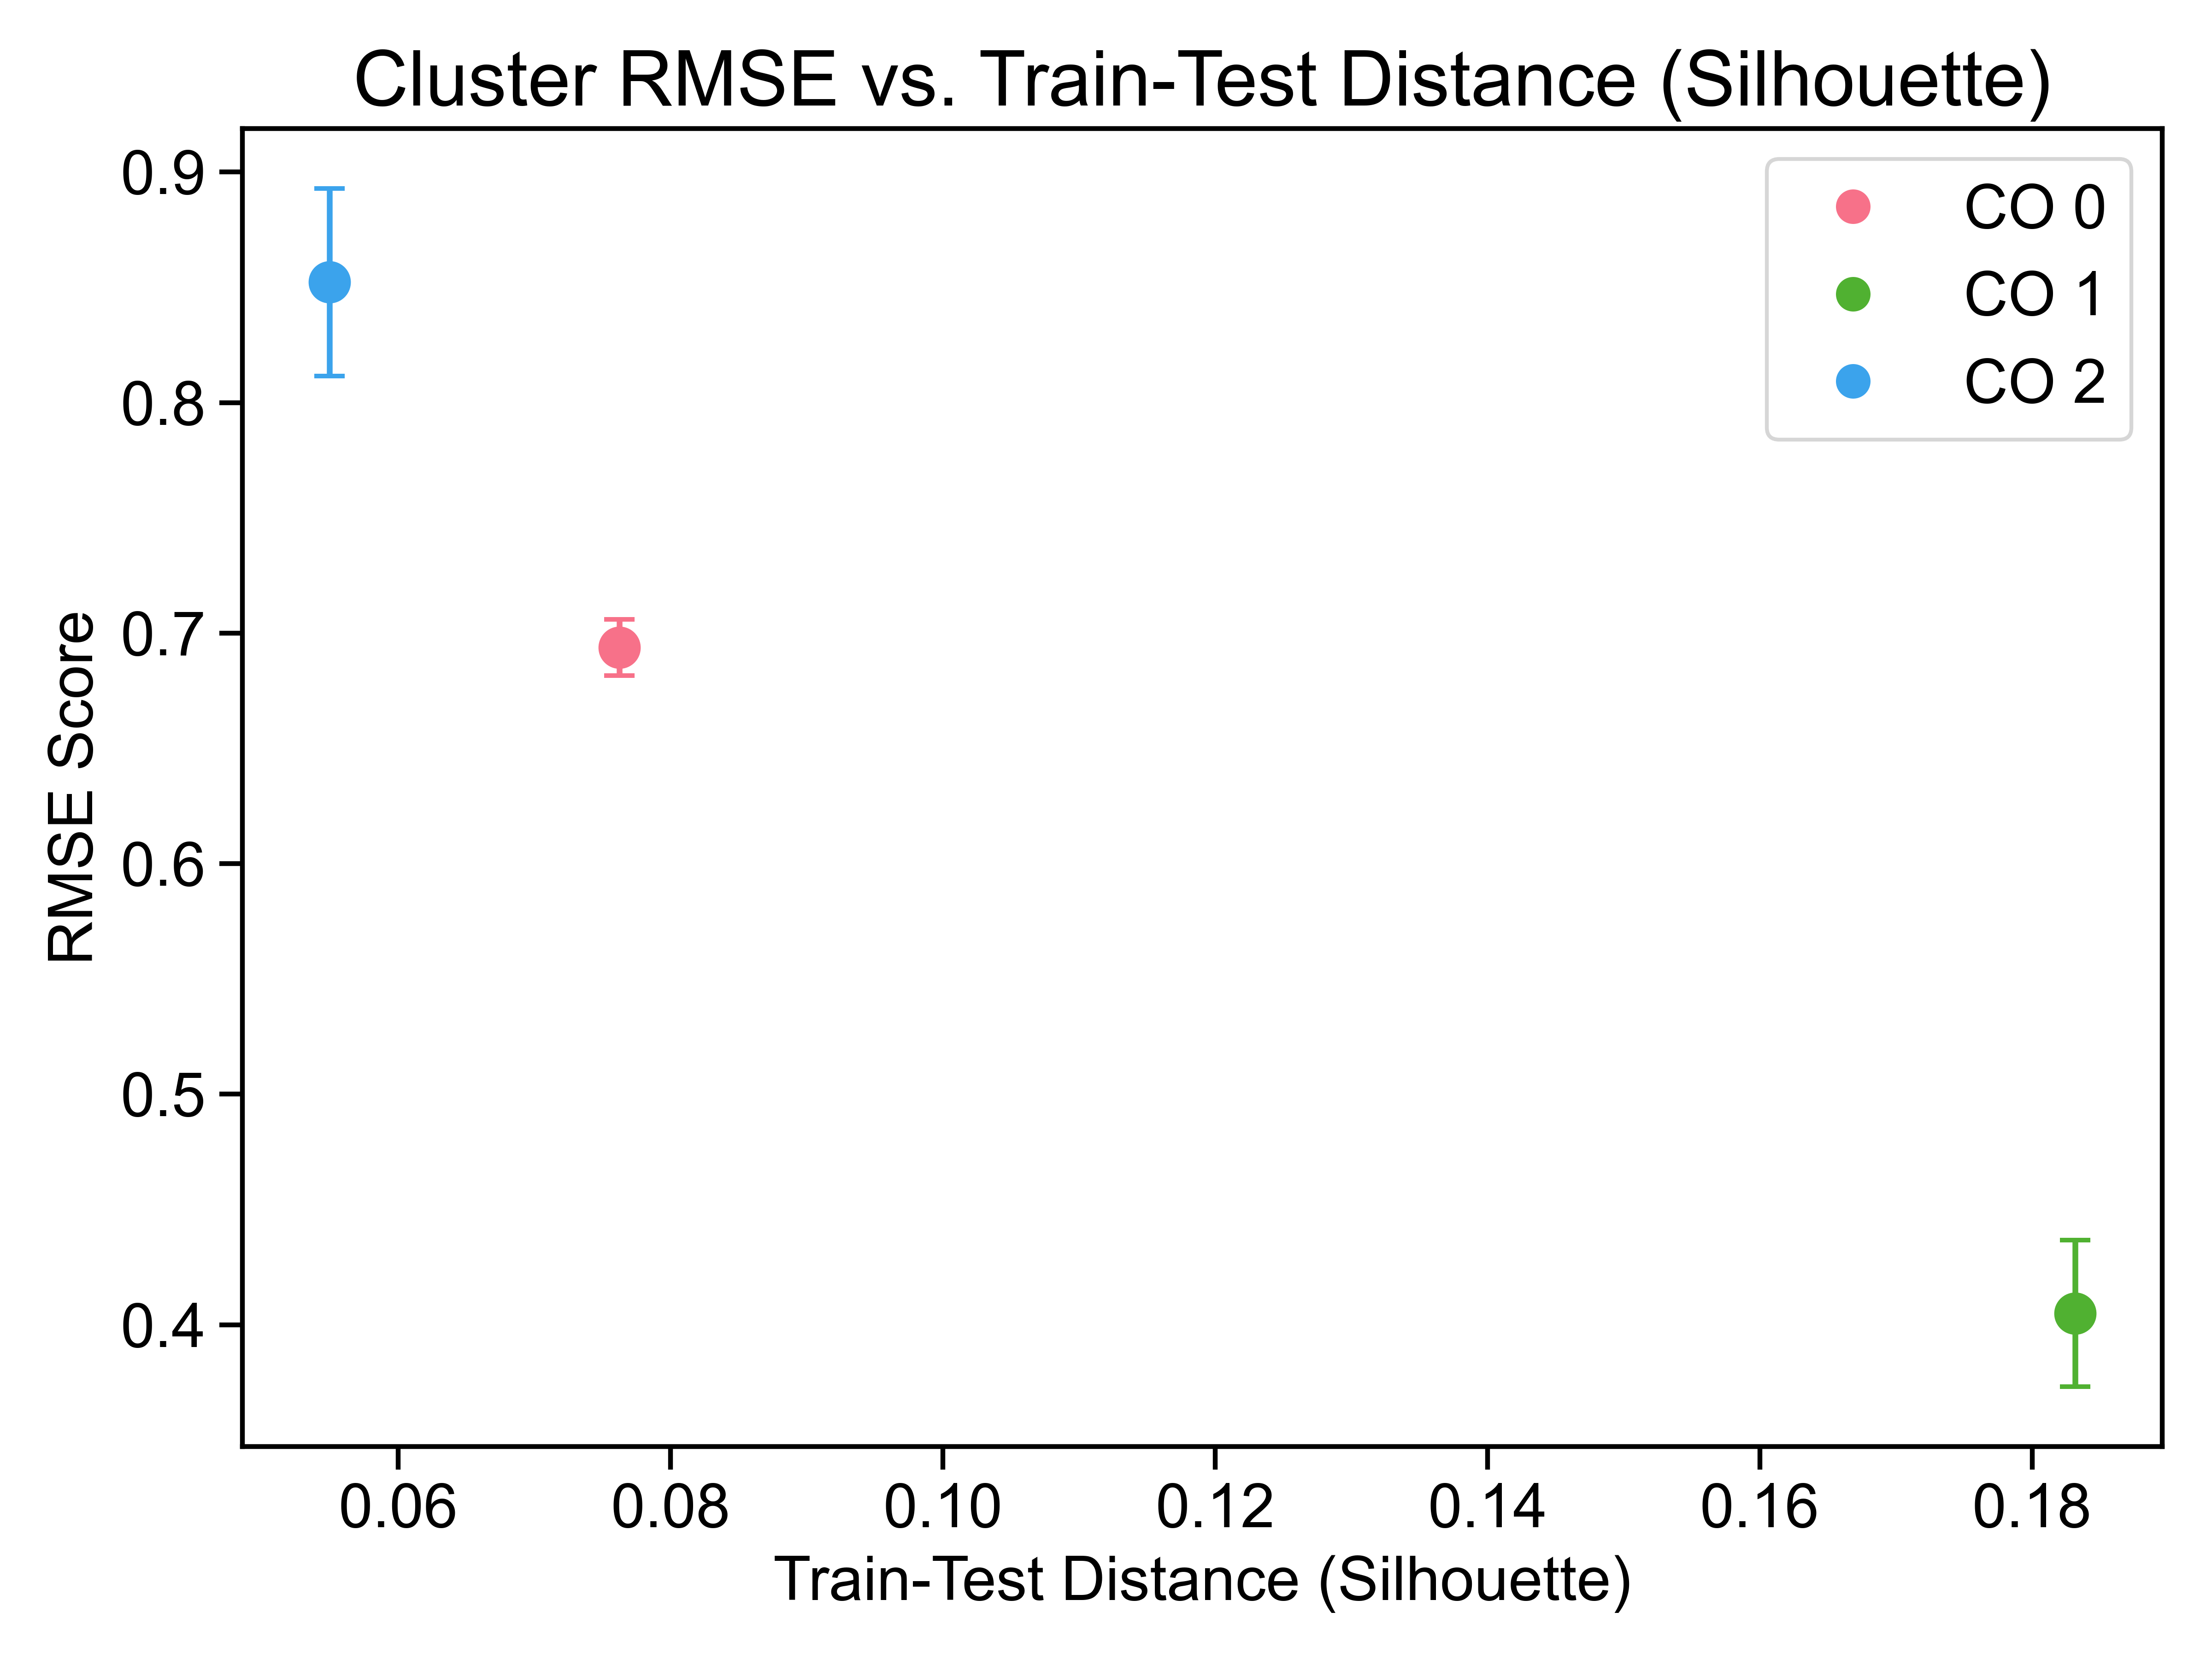 Cluster RMSE vs. Train-Test Distance (Silhouette)
CO 0
CO 1
CO 2
0.9
0.8
0.7
0.6
0.5
0.4
RMSE Score
0.06 0.08 0.10 0.12 0.14 0.16 0.18
Train-Test Distance (Silhouette)